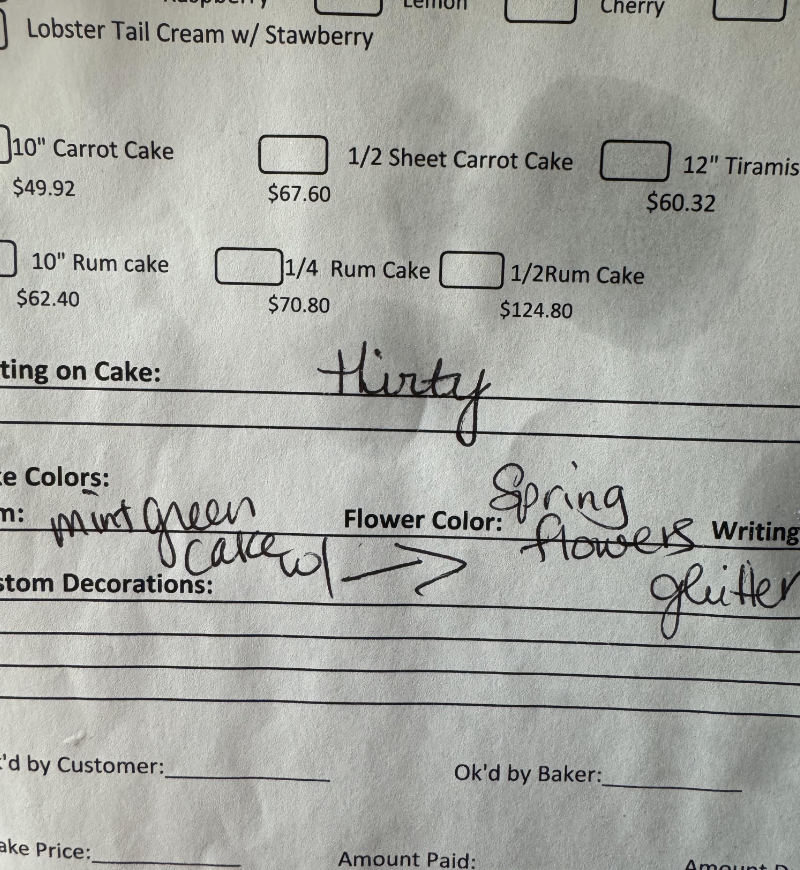 Lemon Cherry
Lobster Tail Cream w/ Stawberry
10" Carrot Cake 1/2 Sheet Carrot Cake 12" Tiramis
$49.92 $67.60 $60.32
10" Rum cake 1/4 Rum Cake 1/2Rum Cake
$62.40 $70.80 $124.80
ting on Cake: thirty
e Colors:
m: mint green cake w/ → Flower Color: Spring flowers Writing
glitter
stom Decorations:
'd by Customer: Ok'd by Baker:
ake Price: Amount Paid: